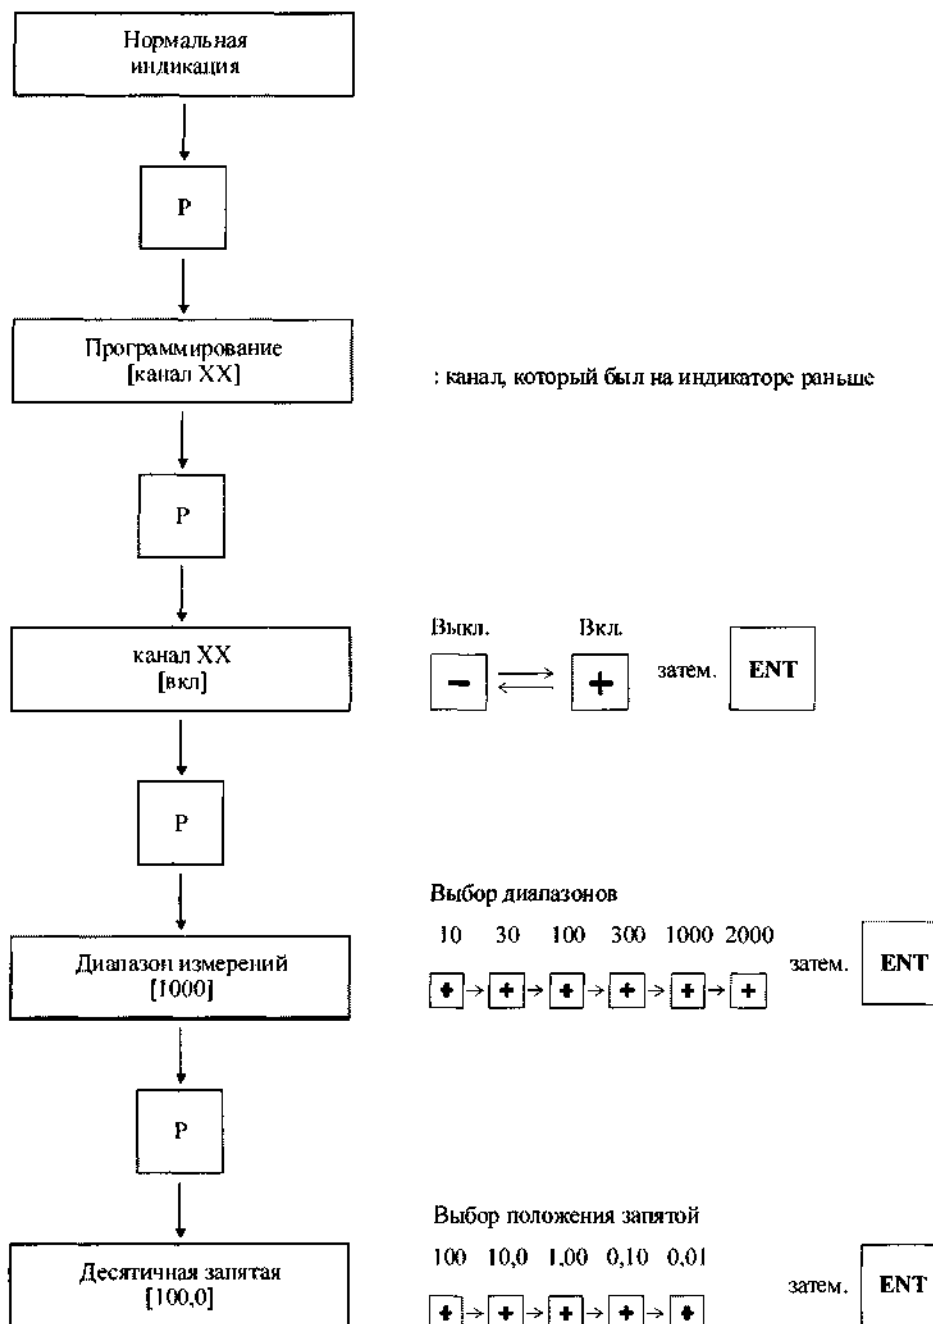 Нормальная
индикация
P
Программирование
[канал XX]
: канал, который был на индикаторе раньше
P
Выкл. Вкл.
канал XX
[вкл]
− + затем. ENT
P
Выбор диапазонов
10 30 100 300 1000 2000
Диапазон измерений
[1000]
+ + + + + + затем. ENT
P
Выбор положения запятой
100 10,0 1,00 0,10 0,01
Десятичная запятая
[100,0]
+ + + + + затем. ENT